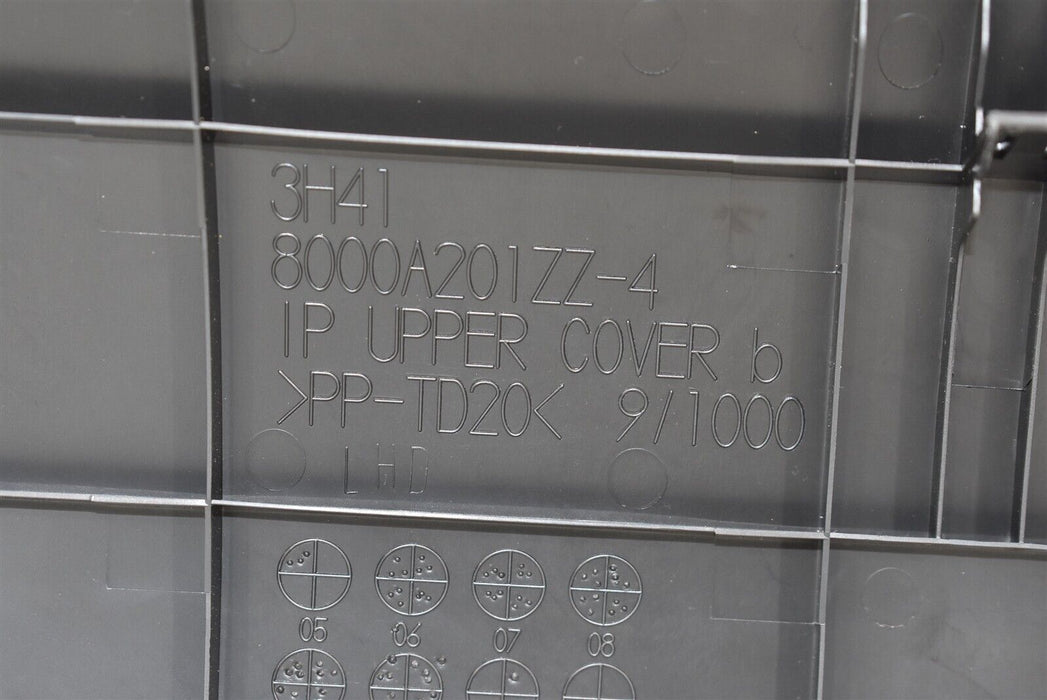 3H41
8000A201ZZ-4
IP UPPER COVER b
>PP-TD20< 9/1000
LHD
05 06 07 08